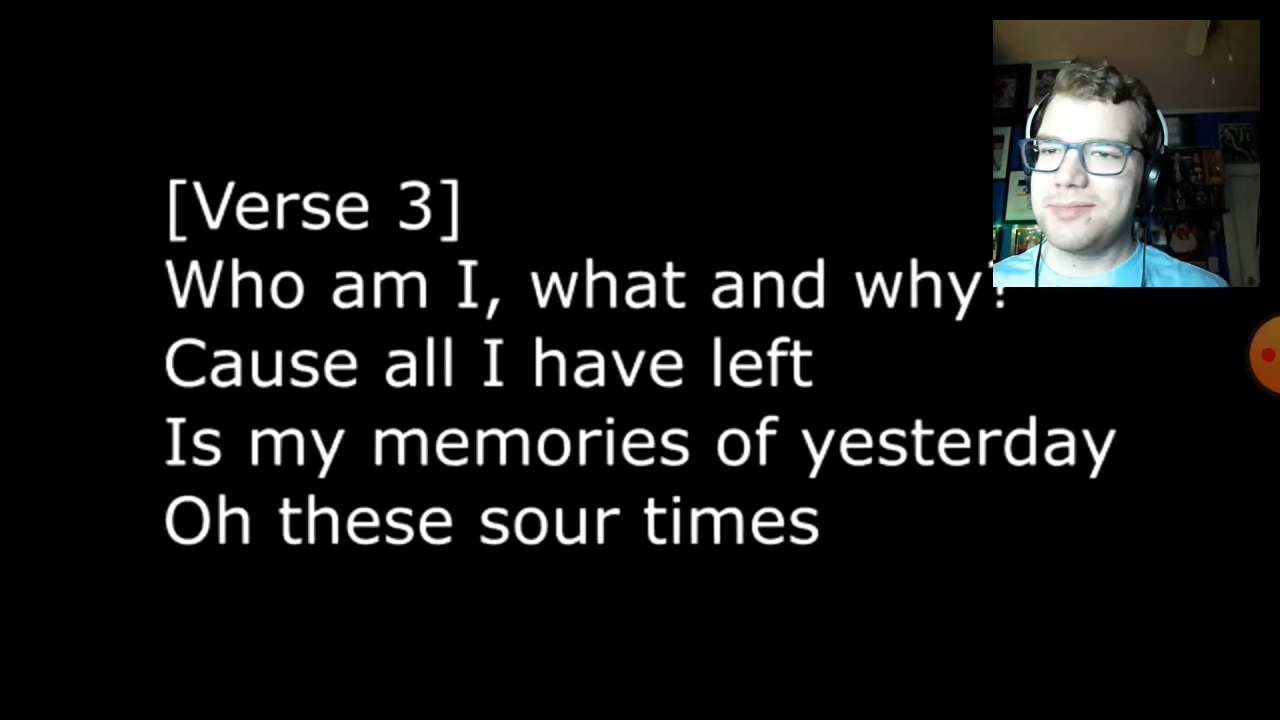 [Verse 3]
Who am I, what and why?
Cause all I have left
Is my memories of yesterday
Oh these sour times